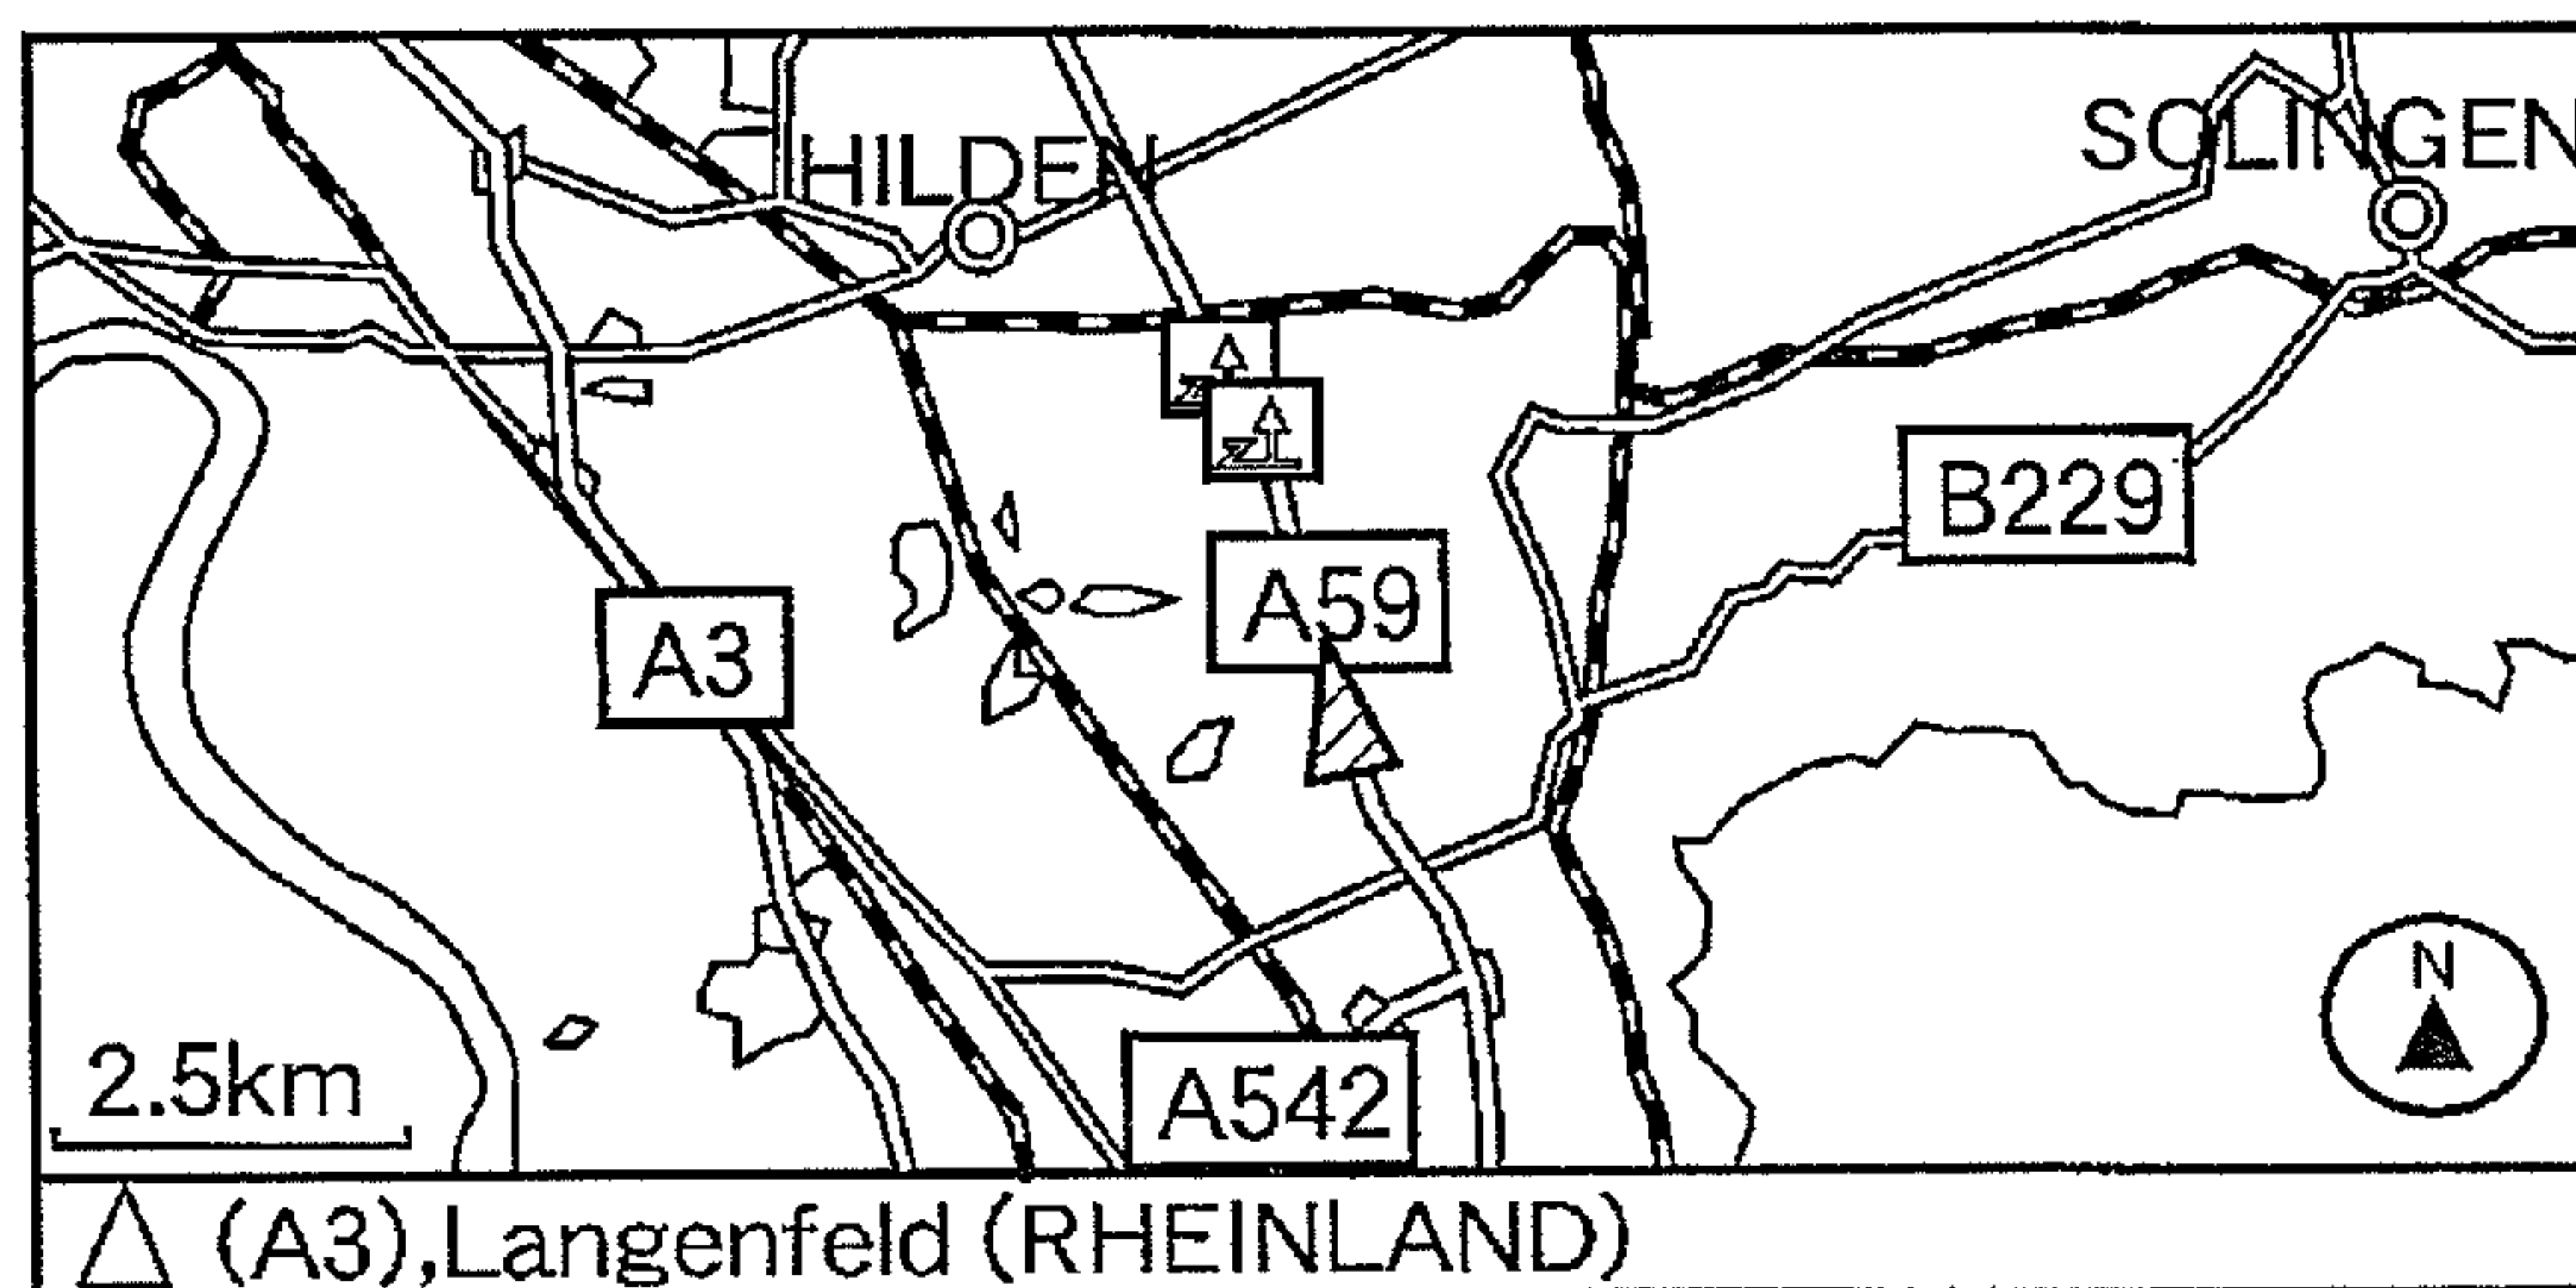 HILDEN
SOLINGEN
B229
A59
A3
N
2.5km
A542
(A3),Langenfeld (RHEINLAND)